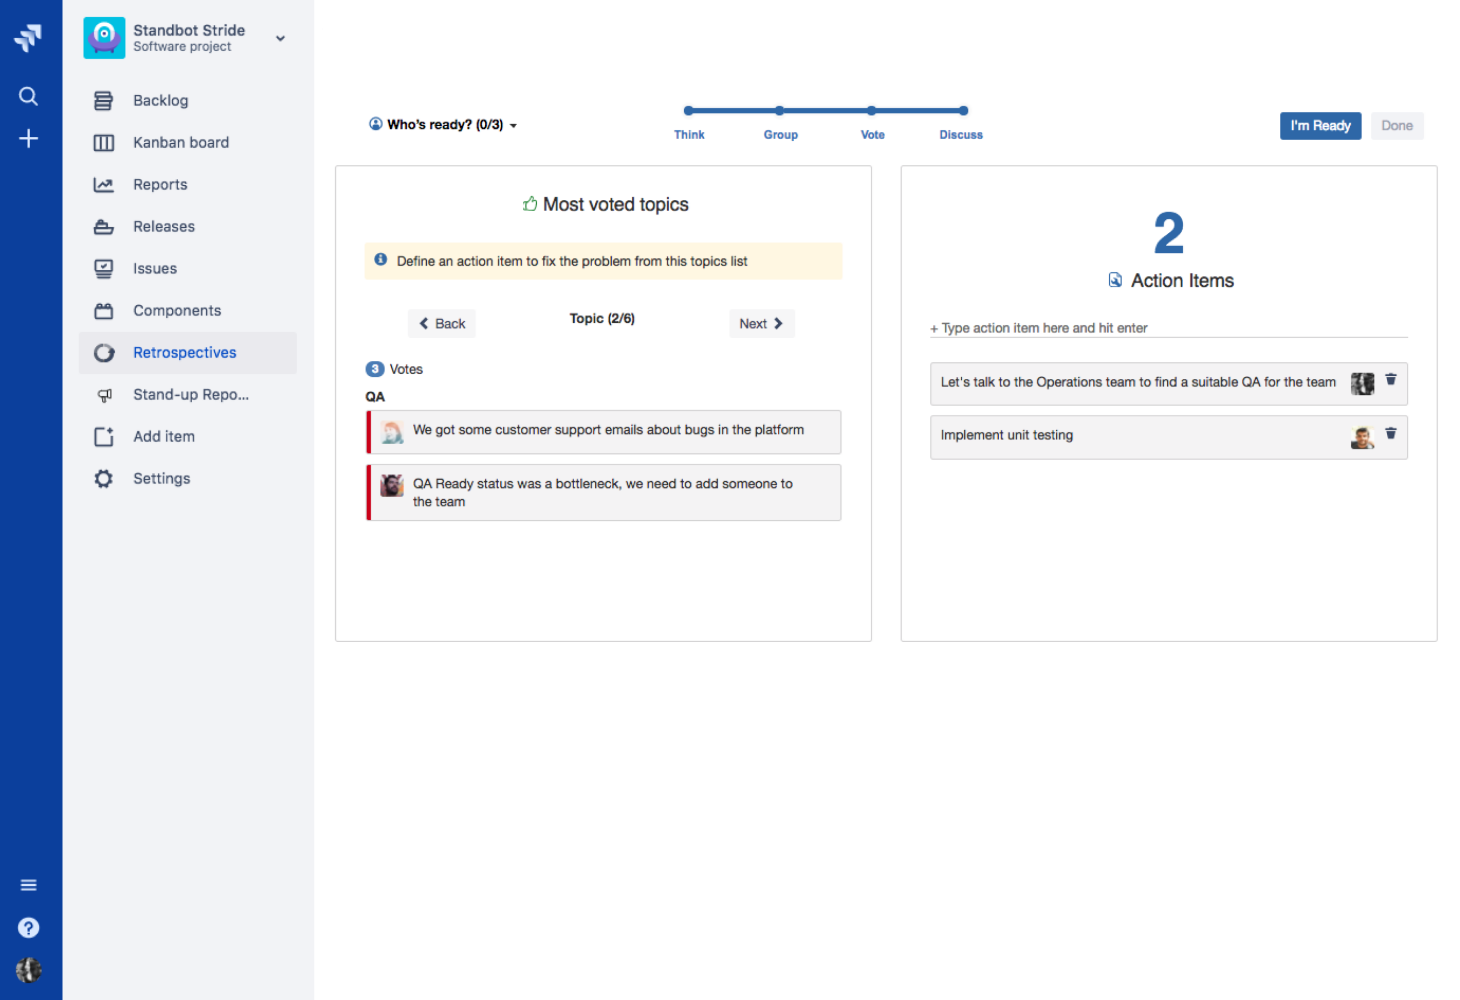 Standbot Stride
Software project
Backlog
Kanban board
Reports
Releases
Issues
Components
Retrospectives
Stand-up Repo...
Add item
Settings
Who's ready? (0/3)
Think
Group
Vote
Discuss
I'm Ready
Done
Most voted topics
Define an action item to fix the problem from this topics list
Back
Topic (2/6)
Next
3 Votes
QA
We got some customer support emails about bugs in the platform
QA Ready status was a bottleneck, we need to add someone to
the team
2
Action Items
+ Type action item here and hit enter
Let's talk to the Operations team to find a suitable QA for the team
Implement unit testing